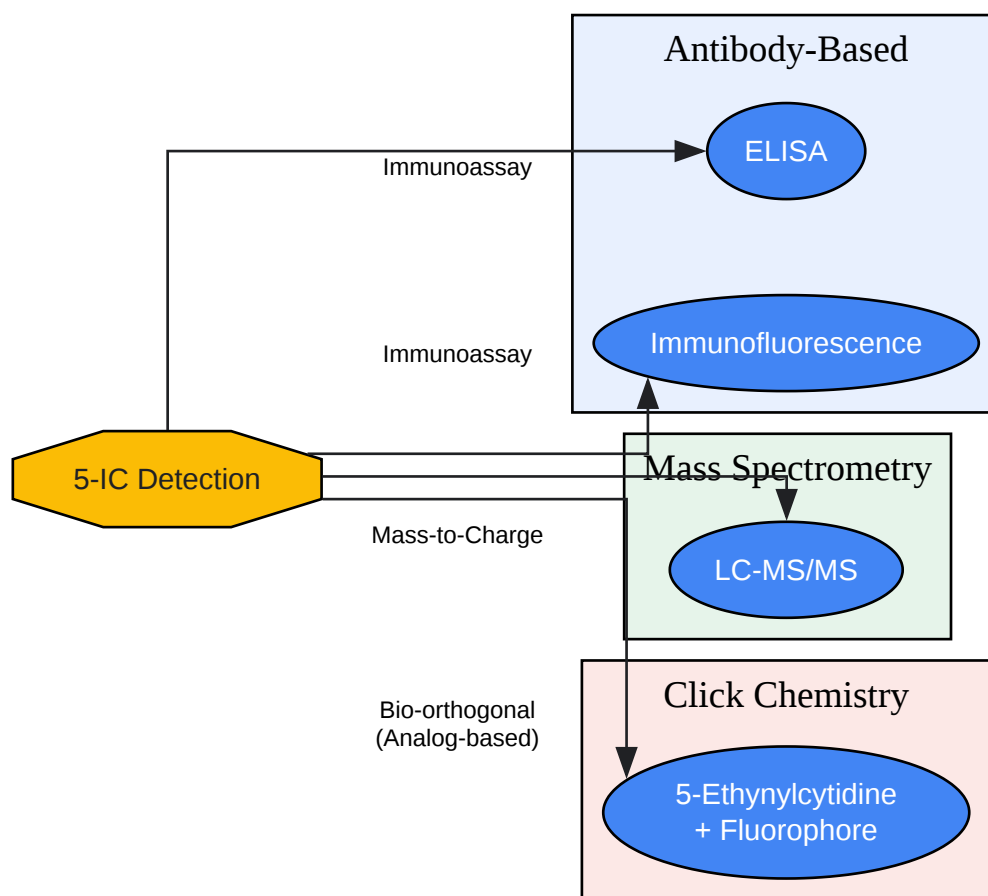 Antibody-Based
ELISA
Immunoassay
Immunofluorescence
Immunoassay
5-IC Detection
Mass Spectrometry
Mass-to-Charge
LC-MS/MS
Click Chemistry
Bio-orthogonal
(Analog-based)
5-Ethynylcytidine
+ Fluorophore